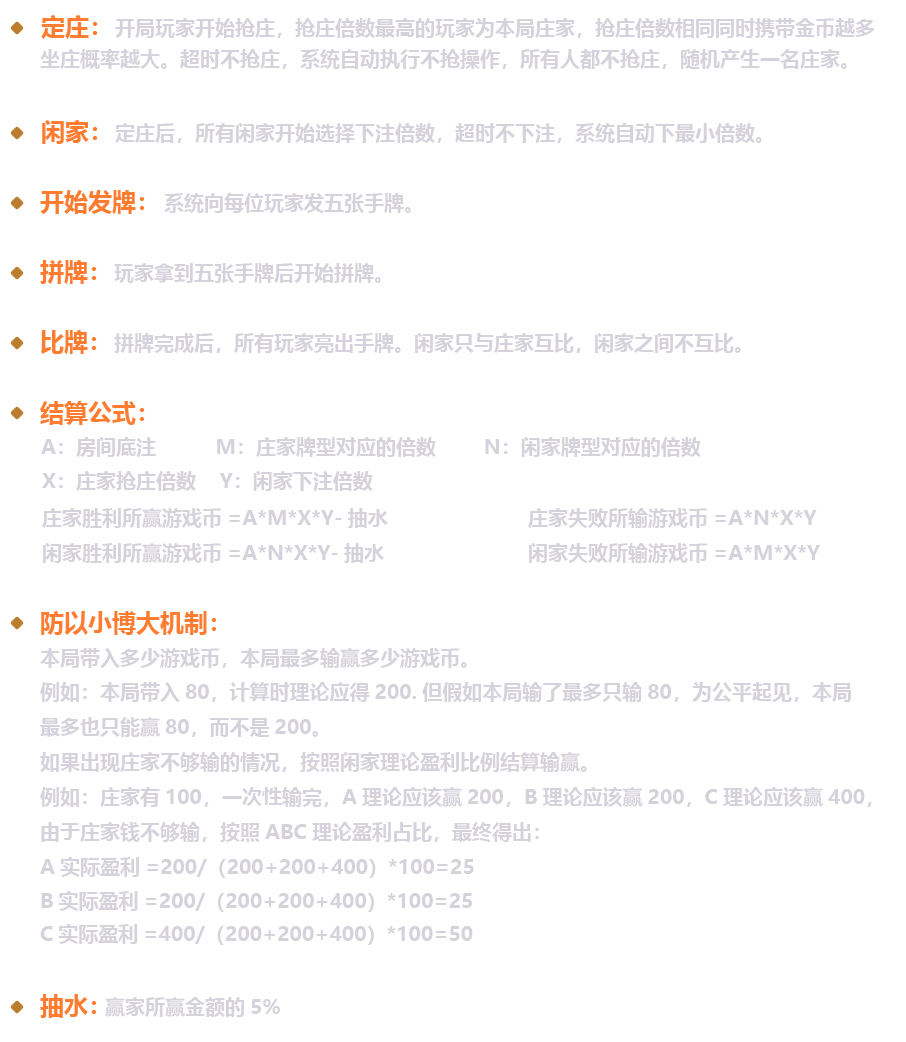 定庄：开局玩家开始抢庄，抢庄倍数最高的玩家为本局庄家，抢庄倍数相同同时携带金币越多
坐庄概率越大。超时不抢庄，系统自动执行不抢操作，所有人都不抢庄，随机产生一名庄家。
闲家：定庄后，所有闲家开始选择下注倍数，超时不下注，系统自动下最小倍数。
开始发牌：系统向每位玩家发五张手牌。
拼牌：玩家拿到五张手牌后开始拼牌。
比牌：拼牌完成后，所有玩家亮出手牌。闲家只与庄家互比，闲家之间不互比。
结算公式：
A：房间底注 M：庄家牌型对应的倍数 N：闲家牌型对应的倍数
X：庄家抢庄倍数 Y：闲家下注倍数
庄家胜利所赢游戏币 =A*M*X*Y- 抽水 庄家失败所输游戏币 =A*N*X*Y
闲家胜利所赢游戏币 =A*N*X*Y- 抽水 闲家失败所输游戏币 =A*M*X*Y
防以小博大机制：
本局带入多少游戏币，本局最多输赢多少游戏币。
例如：本局带入 80，计算时理论应得 200. 但假如本局输了最多只输 80，为公平起见，本局
最多也只能赢 80，而不是 200。
如果出现庄家不够输的情况，按照闲家理论盈利比例结算输赢。
例如：庄家有 100，一次性输完，A 理论应该赢 200，B 理论应该赢 200，C 理论应该赢 400，
由于庄家钱不够输，按照 ABC 理论盈利占比，最终得出：
A 实际盈利 =200/（200+200+400）*100=25
B 实际盈利 =200/（200+200+400）*100=25
C 实际盈利 =400/（200+200+400）*100=50
抽水：赢家所赢金额的 5%